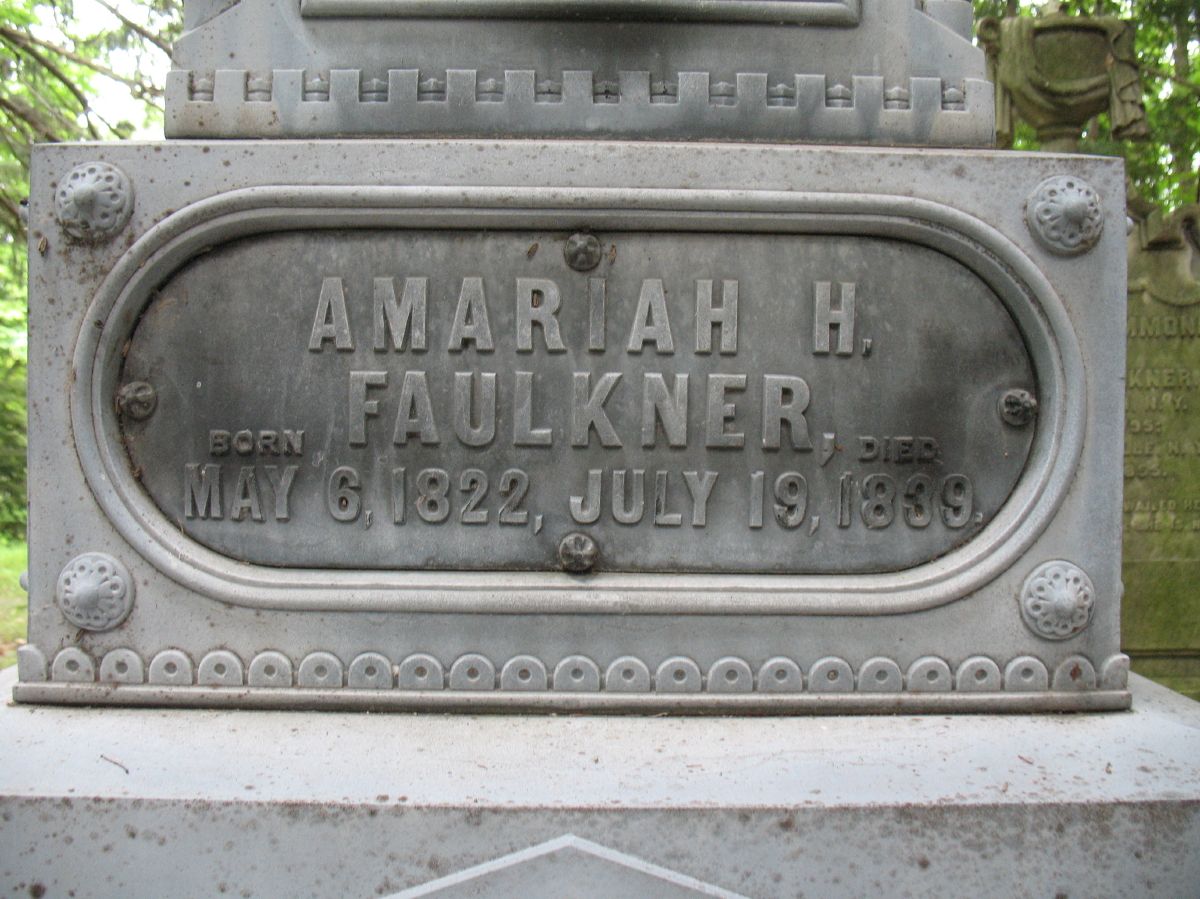 AMARIAH H.
FAULKNER,
BORN DIED
MAY 6, 1822, JULY 19, 1839.